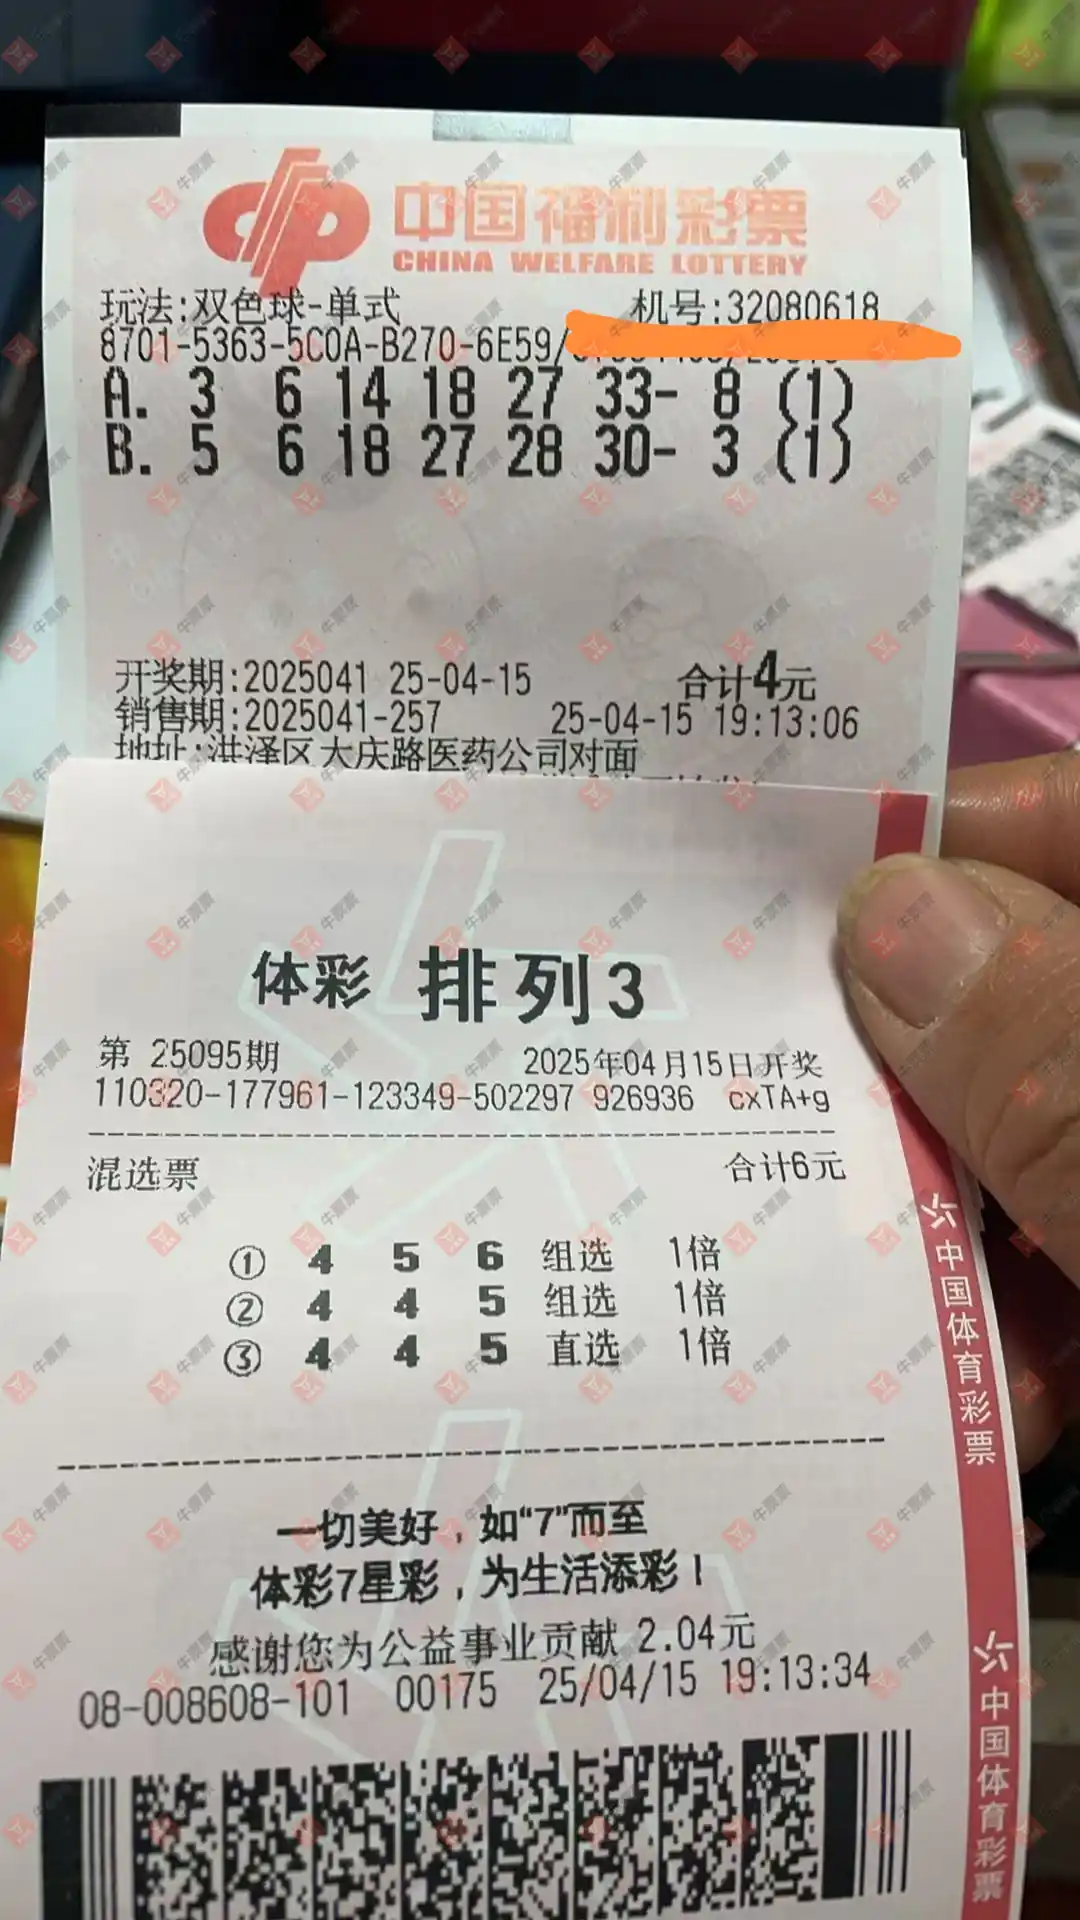 中国福利彩票
CHINA WELFARE LOTTERY
玩法:双色球-单式 机号:32080618
8701-5363-5C0A-B270-6E59/
A. 3 6 14 18 27 33- 8 (1)
B. 5 6 18 27 28 30- 3 (1)
开奖期:2025041 25-04-15 合计4元
销售期:2025041-257 25-04-15 19:13:06
地址:洪泽区大庆路医药公司对面
体彩 排列3
第 25095期 2025年04月15日开奖
110320-177961-123349-502297 926936 cxTA+g
混选票 合计6元
① 4 5 6 组选 1倍
② 4 4 5 组选 1倍
③ 4 4 5 直选 1倍
一切美好，如“7”而至
体彩7星彩，为生活添彩！
感谢您为公益事业贡献 2.04元
08-008608-101 00175 25/04/15 19:13:34
中国体育彩票
中国体育彩票
牛票票